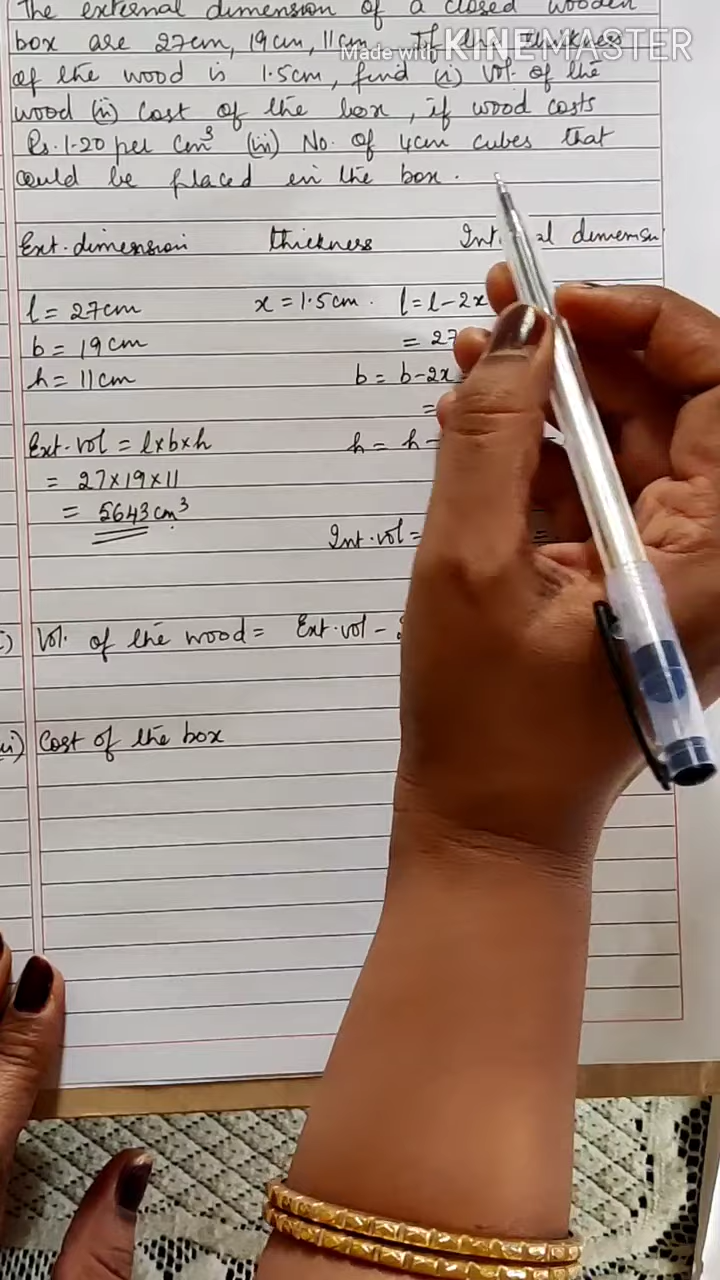 The external dimension of a closed wooden
box are 27cm, 19cm, 11cm. If the thickness
Made with KINEMASTER
of the wood is 1.5cm, find (i) Vol. of the
wood (ii) Cost of the box, if wood costs
Rs.1.20 per Cm³ (iii) No. of 4cm cubes that
could be placed in the box.
Ext. dimension thickness
x = 1.5cm. l = l-2x
l = 27cm
= 27
b = 19cm
b = b-2x
h = 11cm
=
Ext. vol = l×b×h
h = h-
= 27×19×11
= 5643cm³
Int. vol = =
Vol. of the wood = Ext. vol -
Cost of the box